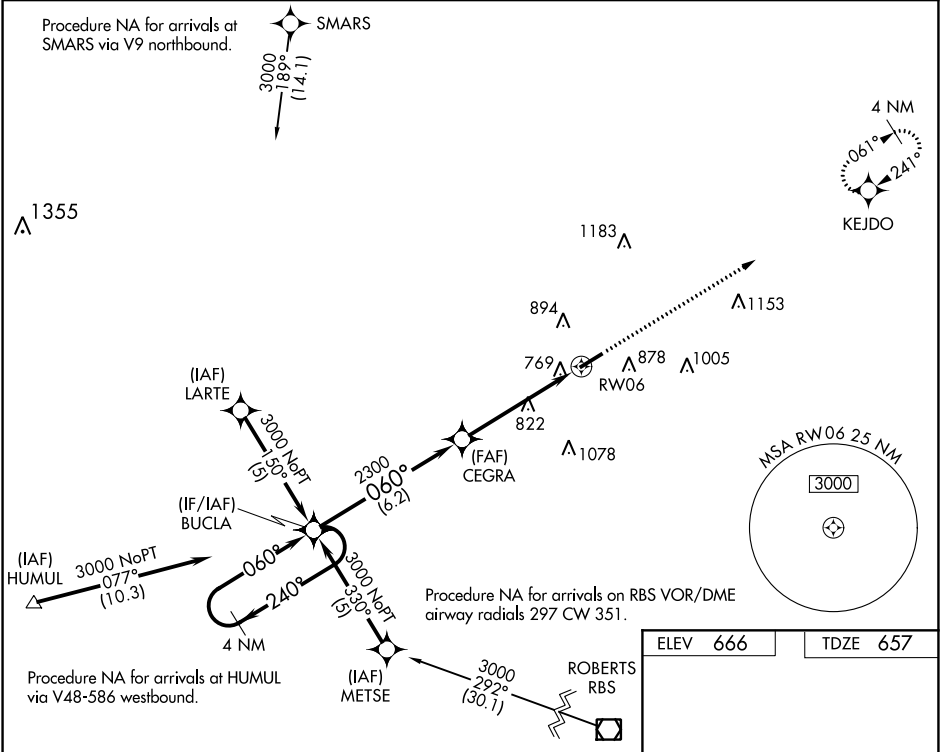 Procedure NA for arrivals at
SMARS via V9 northbound.
SMARS
3000
189°
(14.1)
4 NM
061°
241°
KEJDO
1355
1183
1153
894
769
878
1005
RW06
822
1078
(IAF)
LARTE
3000 NoPT
150°
(5)
(FAF)
CEGRA
2300
060°
(6.2)
(IF/IAF)
BUCLA
MSA RW06 25 NM
3000
(IAF)
HUMUL
3000 NoPT
077°
(10.3)
060°
240°
4 NM
3000 NoPT
330°
(5)
Procedure NA for arrivals on RBS VOR/DME
airway radials 297 CW 351.
(IAF)
METSE
3000
292°
(30.1)
ROBERTS
RBS
Procedure NA for arrivals at HUMUL
via V48-586 westbound.
ELEV 666
TDZE 657